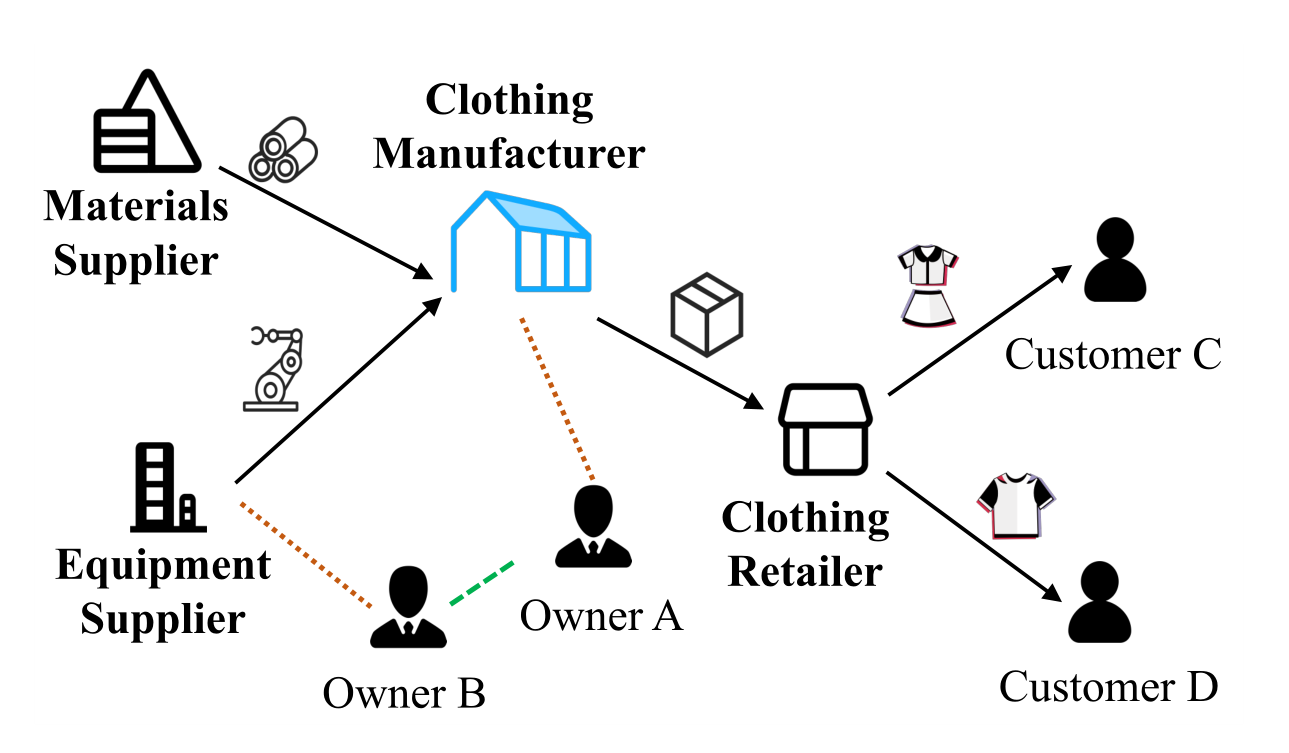 Clothing
Manufacturer
Materials
Supplier
Customer C
Clothing
Retailer
Equipment
Supplier
Owner A
Owner B
Customer D